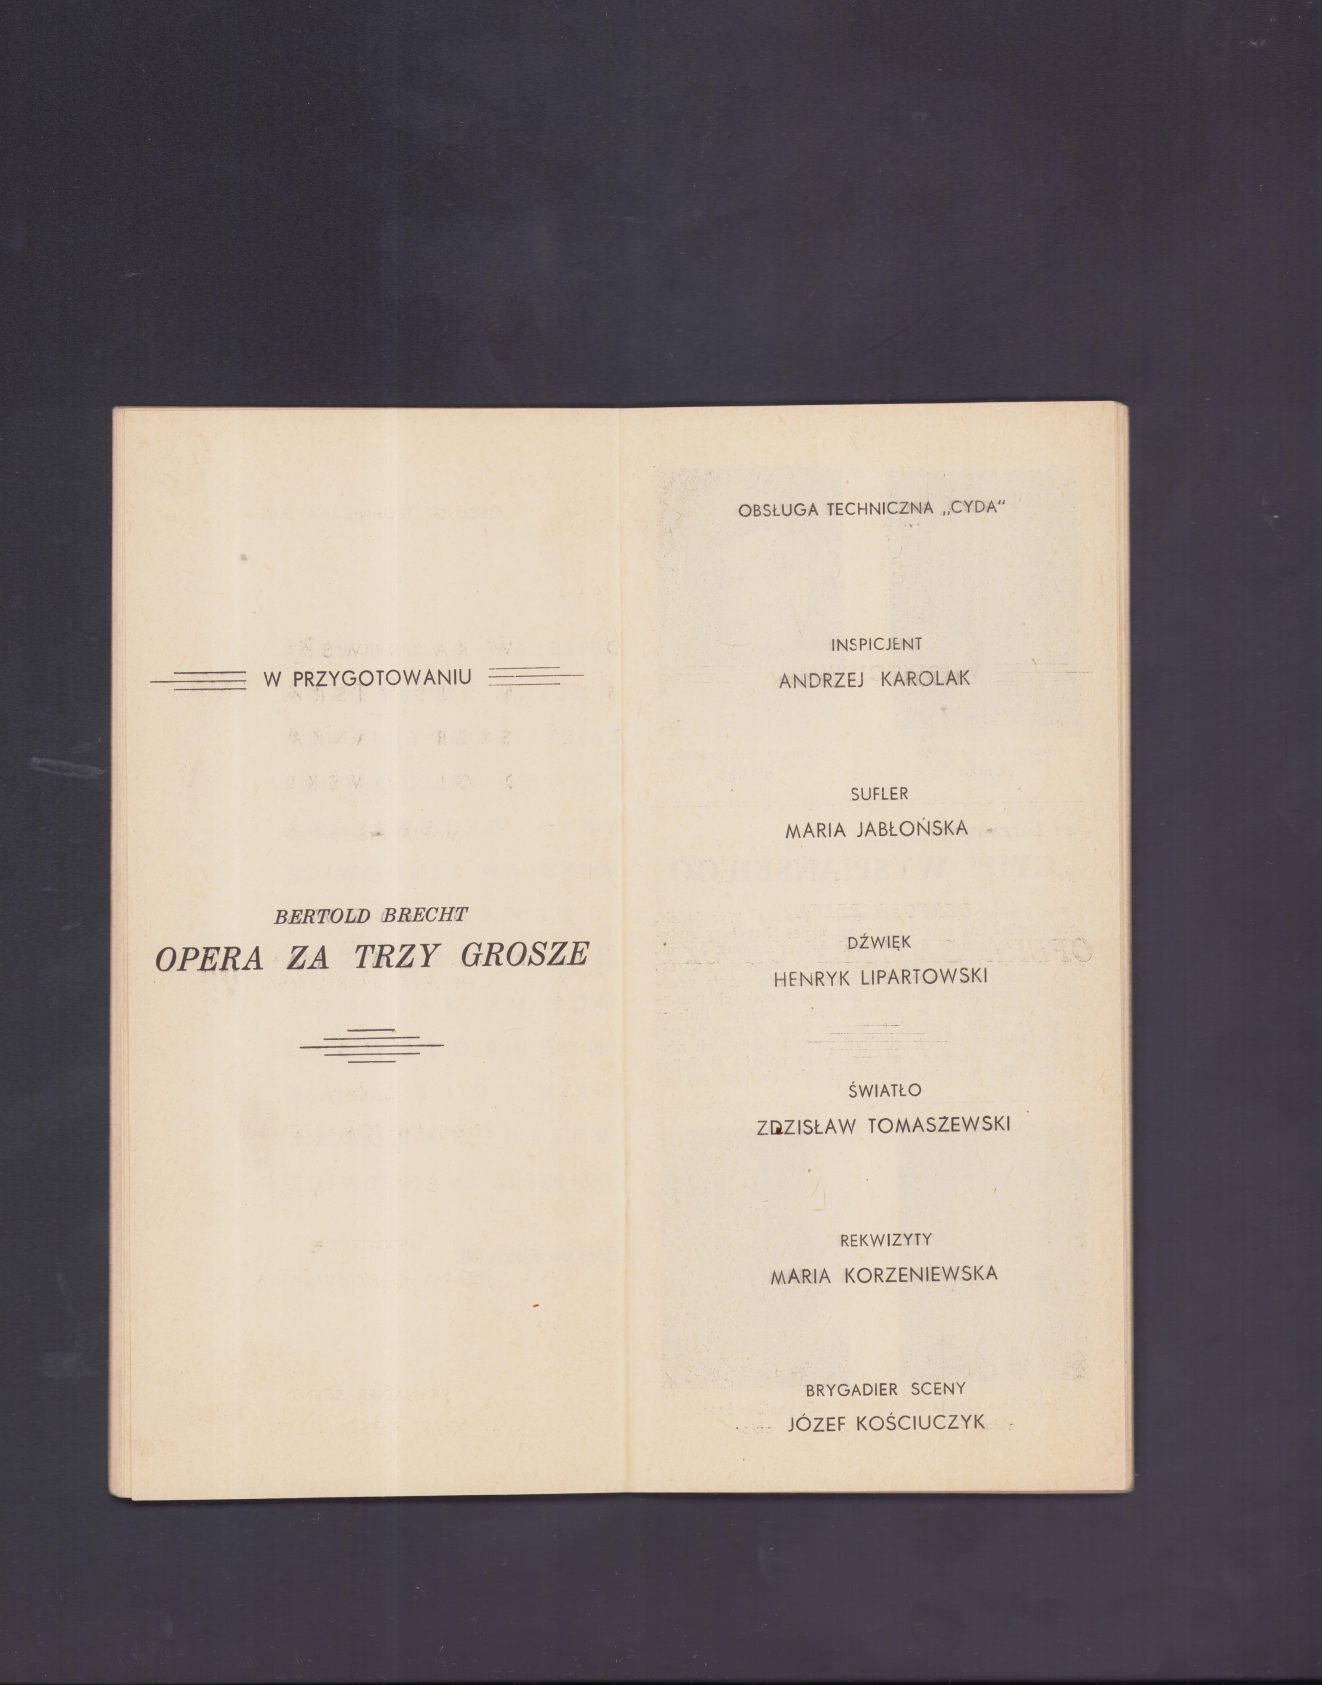 W PRZYGOTOWANIU
BERTOLD BRECHT
OPERA ZA TRZY GROSZE
OBSŁUGA TECHNICZNA „CYDA“
INSPICJENT
ANDRZEJ KAROLAK
SUFLER
MARIA JABŁOŃSKA
DŹWIĘK
HENRYK LIPARTOWSKI
ŚWIATŁO
ZDZISŁAW TOMASZEWSKI
REKWIZYTY
MARIA KORZENIEWSKA
BRYGADIER SCENY
JÓZEF KOŚCIUCZYK